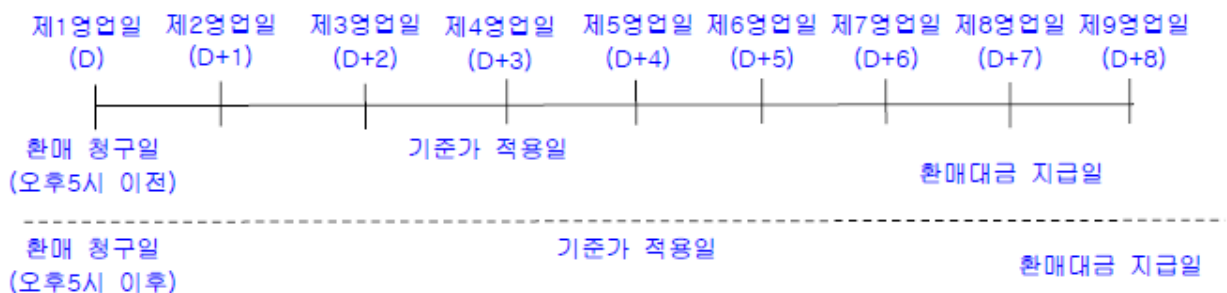 제1영업일 제2영업일 제3영업일 제4영업일 제5영업일 제6영업일 제7영업일 제8영업일 제9영업일
(D) (D+1) (D+2) (D+3) (D+4) (D+5) (D+6) (D+7) (D+8)
환매 청구일 기준가 적용일
(오후5시 이전) 환매대금 지급일
환매 청구일 기준가 적용일
(오후5시 이후) 환매대금 지급일